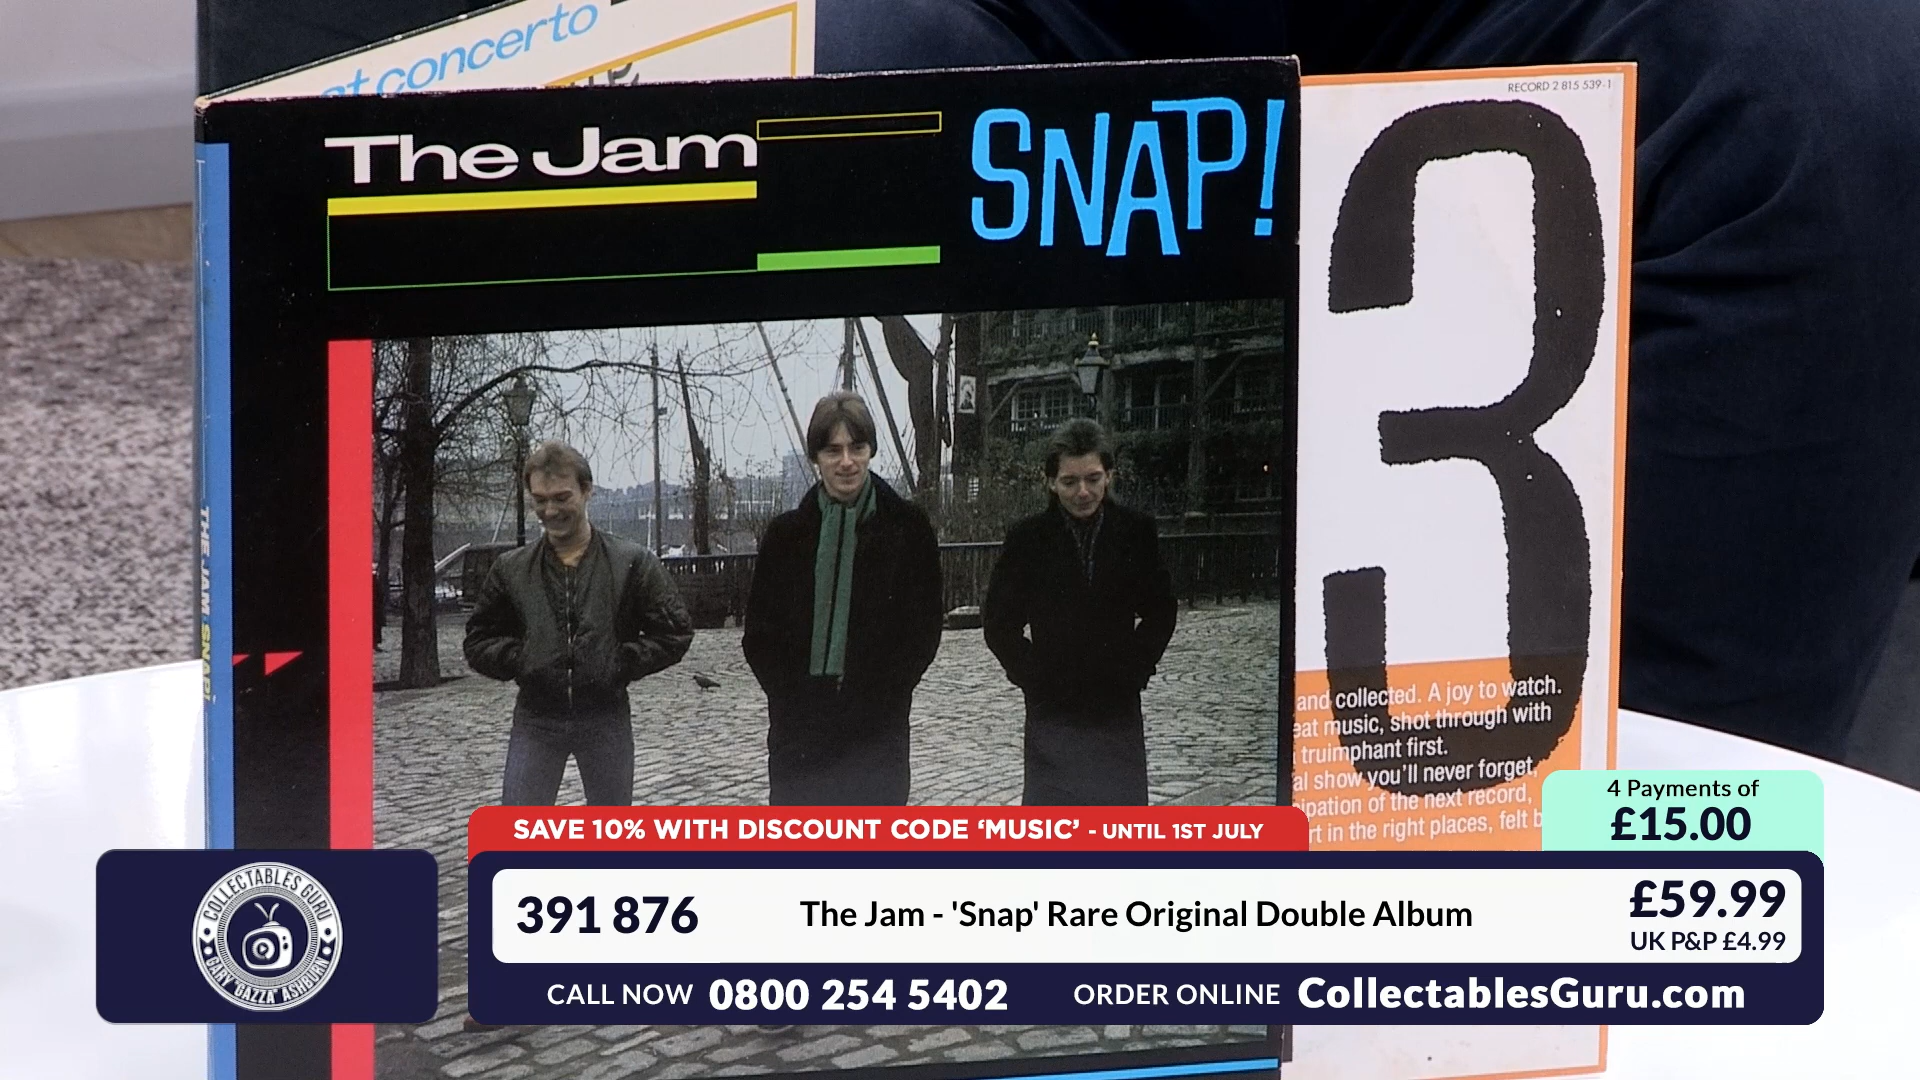 concerto
RECORD 2 815 539-1
The Jam
SNAP!
3
THE JAM SNAP!
and collected. A joy to watch.
eat music, shot through with
truimphant first.
al show you'll never forget,
ipation of the next record,
rt in the right places, felt b
4 Payments of
£15.00
SAVE 10% WITH DISCOUNT CODE ‘MUSIC’ - UNTIL 1ST JULY
COLLECTABLES GURU
GARY "GAZZA" ASHBURN
391 876
The Jam - 'Snap' Rare Original Double Album
£59.99
UK P&P £4.99
CALL NOW 0800 254 5402
ORDER ONLINE CollectablesGuru.com